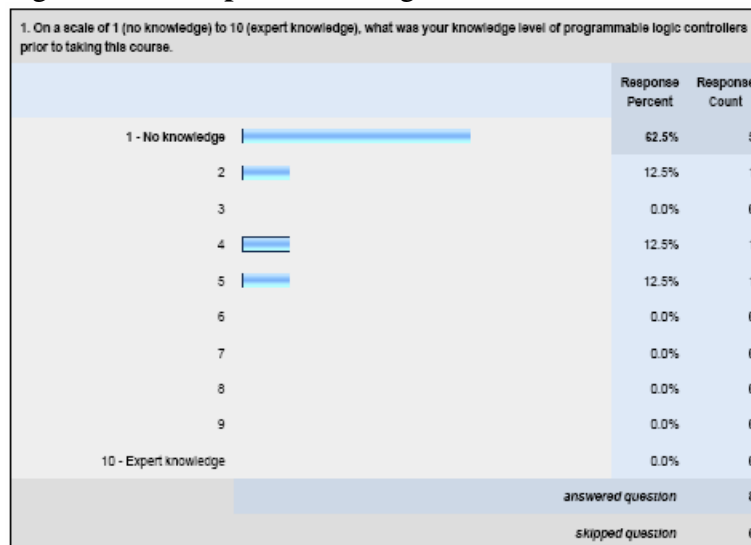 1. On a scale of 1 (no knowledge) to 10 (expert knowledge), what was your knowledge level of programmable logic controllers
prior to taking this course.
Response Percent Response Count
1 - No knowledge 62.5% 5
2 12.5%
3 0.0%
4 12.5%
5 12.5%
6 0.0%
7 0.0%
8 0.0%
9 0.0%
10 - Expert knowledge 0.0%
answered question 8
skipped question